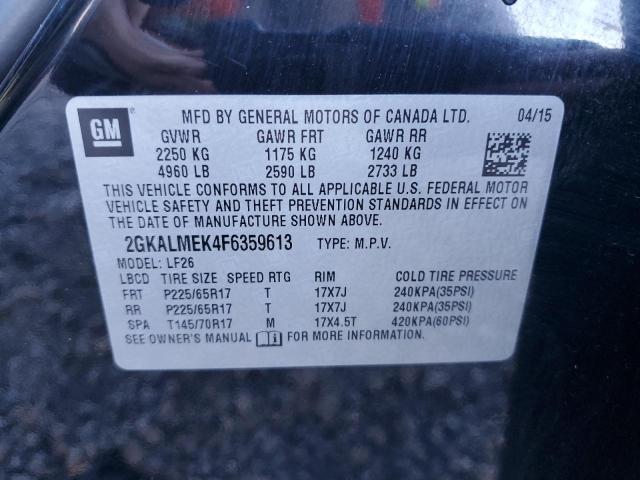 GM
MFD BY GENERAL MOTORS OF CANADA LTD. 04/15
GVWR GAWR FRT GAWR RR
2250 KG 1175 KG 1240 KG
4960 LB 2590 LB 2733 LB
THIS VEHICLE CONFORMS TO ALL APPLICABLE U.S. FEDERAL MOTOR
VEHICLE SAFETY AND THEFT PREVENTION STANDARDS IN EFFECT ON THE
DATE OF MANUFACTURE SHOWN ABOVE.
2GKALMEK4F6359613 TYPE: M.P.V.
MODEL: LF26
LBCD TIRE SIZE SPEED RTG RIM COLD TIRE PRESSURE
FRT P225/65R17 T 17X7J 240KPA(35PSI)
RR P225/65R17 T 17X7J 240KPA(35PSI)
SPA T145/70R17 M 17X4.5T 420KPA(60PSI)
SEE OWNER'S MANUAL FOR MORE INFORMATION.